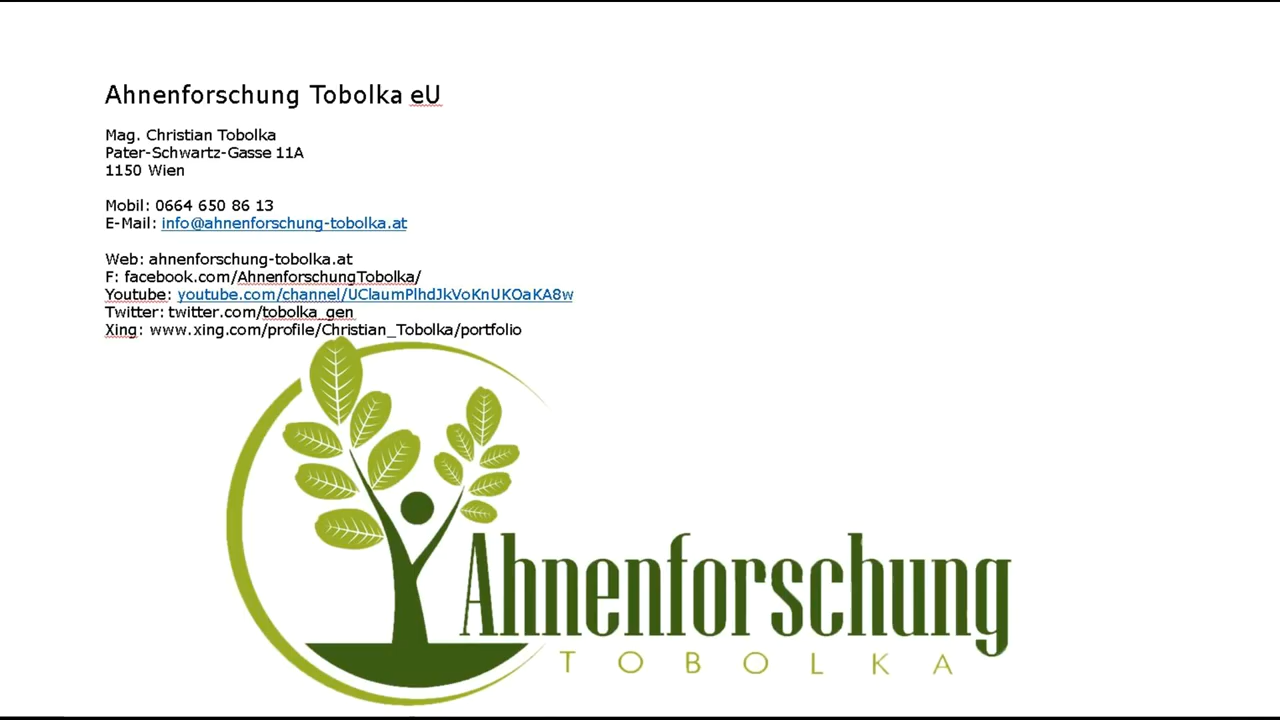 Ahnenforschung Tobolka eU
Mag. Christian Tobolka
Pater-Schwartz-Gasse 11A
1150 Wien
Mobil: 0664 650 86 13
E-Mail: info@ahnenforschung-tobolka.at
Web: ahnenforschung-tobolka.at
F: facebook.com/AhnenforschungTobolka/
Youtube: youtube.com/channel/UClaumPlhdJkVoKnUKOaKA8w
Twitter: twitter.com/tobolka_gen
Xing: www.xing.com/profile/Christian_Tobolka/portfolio
Ahnenforschung
TOBOLKA